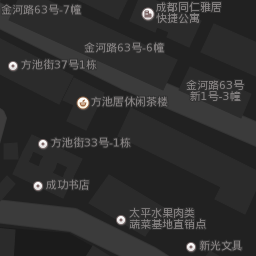 金河路63号-7幢
成都同仁雅居
快捷公寓
金河路63号-6幢
方池街37号1栋
金河路63号
新1号-3幢
方池居休闲茶楼
方池街33号-1栋
成功书店
太平水果肉类
蔬菜基地直销点
新光文具